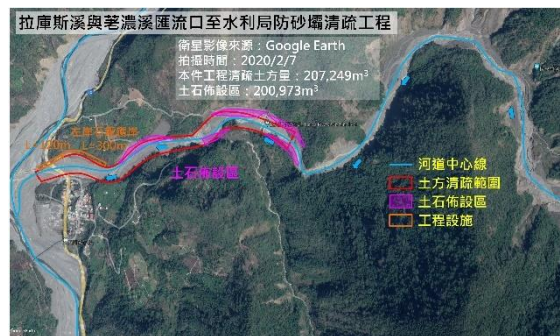 拉庫斯溪與荖濃溪匯流口至水利局防砂壩清疏工程
衛星影像來源：Google Earth
拍攝時間：2020/2/7
本件工程清疏土方量：207,249m³
土石佈設區：200,973m³
L=300m
土石佈設區
河道中心線
土方清疏範圍
土石佈設區
工程設施